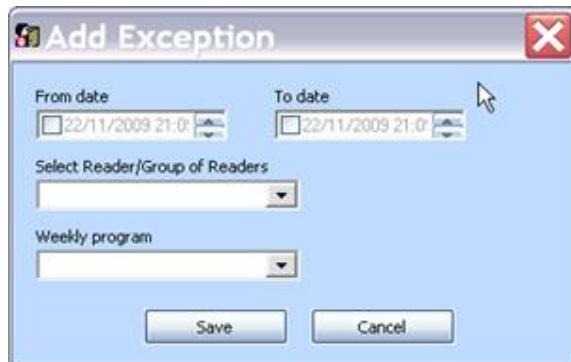 Add Exception
From date To date
22/11/2009 21:0 22/11/2009 21:0
Select Reader/Group of Readers
Weekly program
Save Cancel